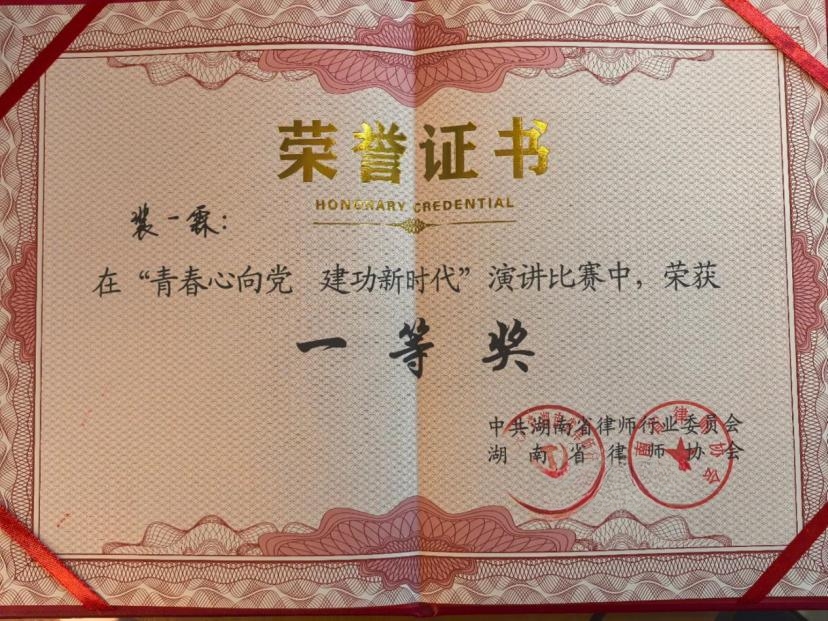 荣誉证书
HONORARY CREDENTIAL
裴一霖：
在“青春心向党 建功新时代”演讲比赛中，荣获
一等奖
中共湖南省律师行业委员会
湖南省律师协会